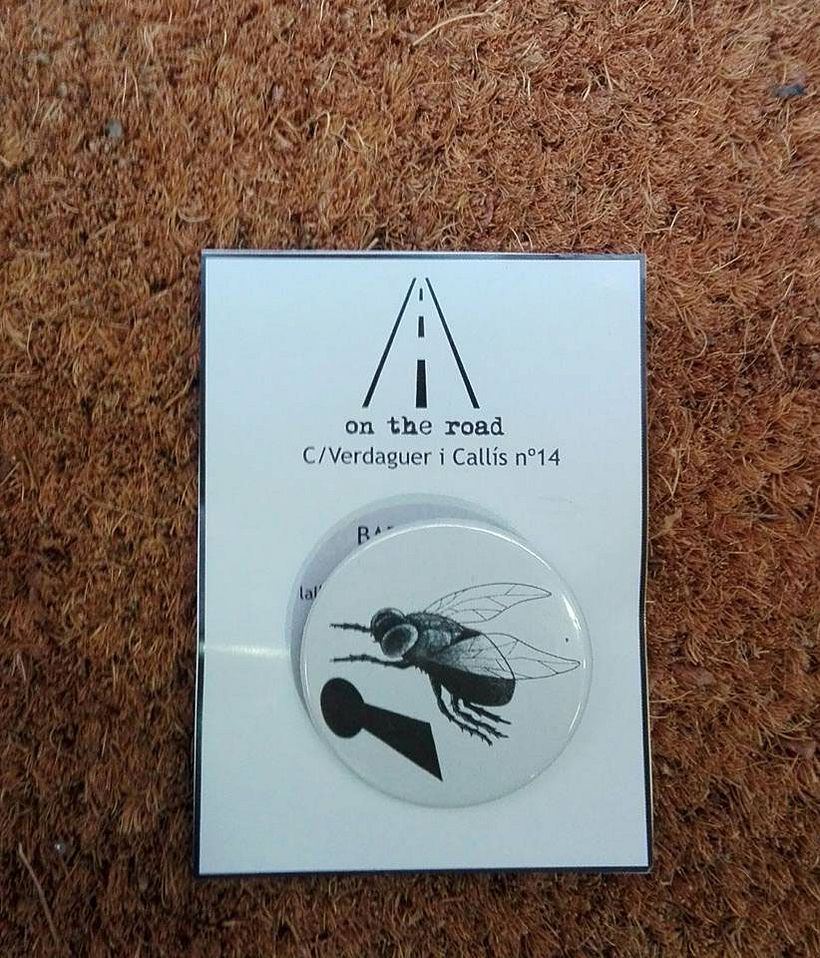 on the road
C/Verdaguer i Callís nº14